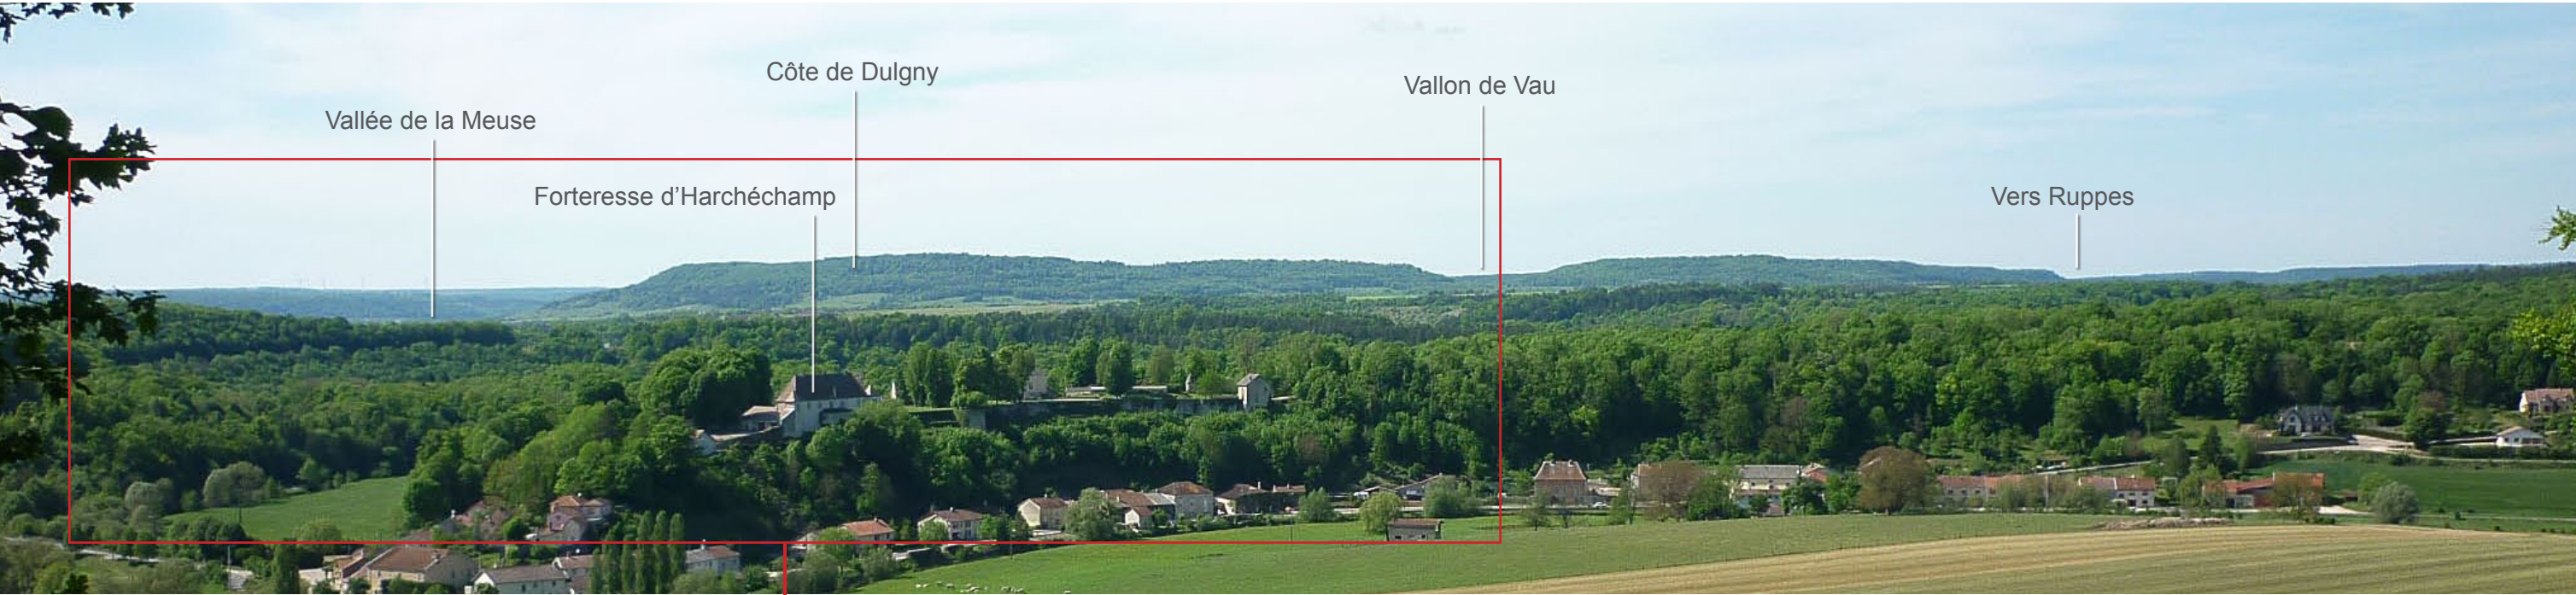 Côte de Dulgny
Vallon de Vau
Vallée de la Meuse
Forteresse d’Harchéchamp
Vers Ruppes